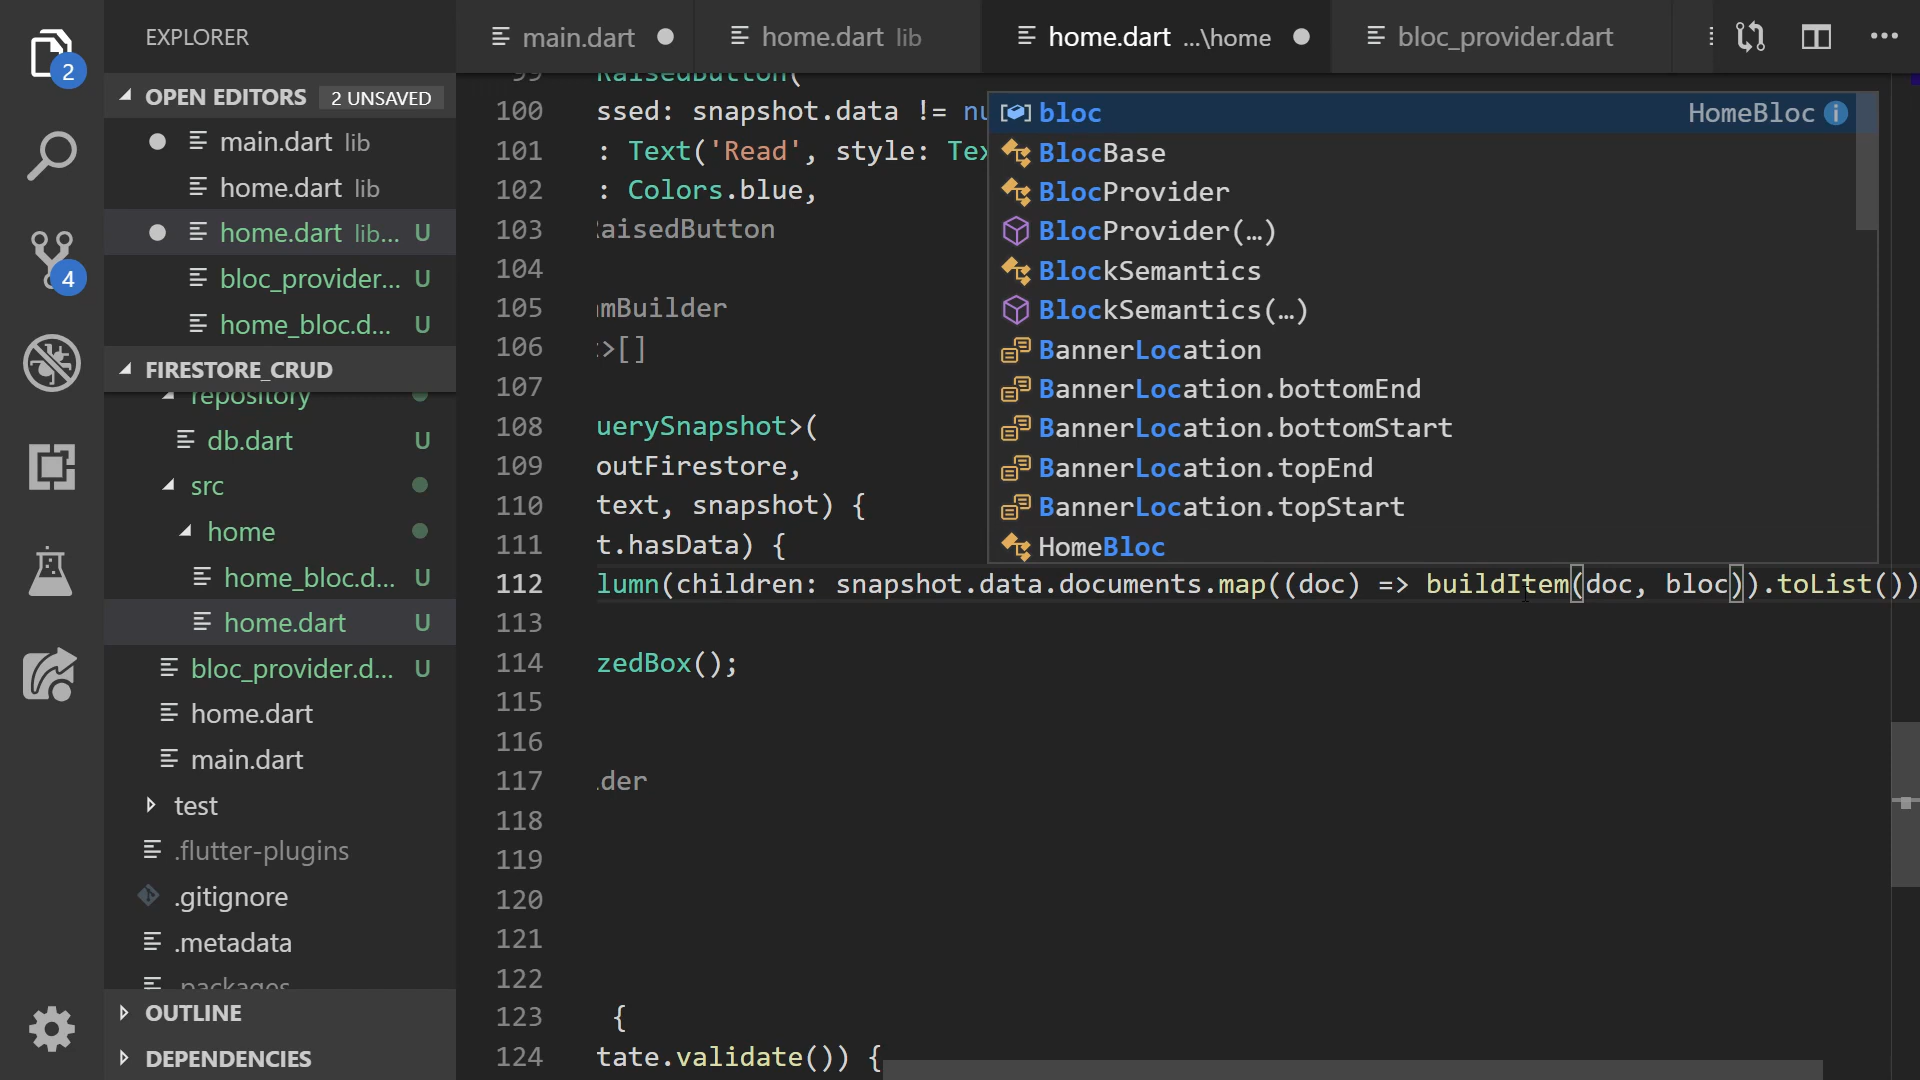 EXPLORER
main.dart
home.dart lib
home.dart ...\home
bloc_provider.dart
2
OPEN EDITORS 2 UNSAVED
main.dart lib
home.dart lib
home.dart lib... U
bloc_provider... U
home_bloc.d... U
4
FIRESTORE_CRUD
repository
db.dart U
src
home
home_bloc.d... U
home.dart U
bloc_provider.d... U
home.dart
main.dart
test
.flutter-plugins
.gitignore
.metadata
.packages
OUTLINE
DEPENDENCIES
99 RaisedButton(
100 ssed: snapshot.data != nu
101 : Text('Read', style: Tex
102 : Colors.blue,
103 RaisedButton
104
105 mBuilder
106 >[]
107
108 uerySnapshot>(
109 outFirestore,
110 text, snapshot) {
111 t.hasData) {
112 lumn(children: snapshot.data.documents.map((doc) => buildItem(doc, bloc)).toList())
113
114 zedBox();
115
116
117 der
118
119
120
121
122
123 {
124 tate.validate()) {
bloc HomeBloc
BlocBase
BlocProvider
BlocProvider(…)
BlockSemantics
BlockSemantics(…)
BannerLocation
BannerLocation.bottomEnd
BannerLocation.bottomStart
BannerLocation.topEnd
BannerLocation.topStart
HomeBloc